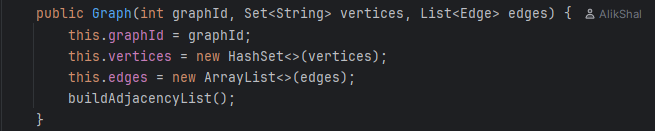 public Graph(int graphId, Set<String> vertices, List<Edge> edges) { AlikShal
this.graphId = graphId;
this.vertices = new HashSet<>(vertices);
this.edges = new ArrayList<>(edges);
buildAdjacencyList();
}